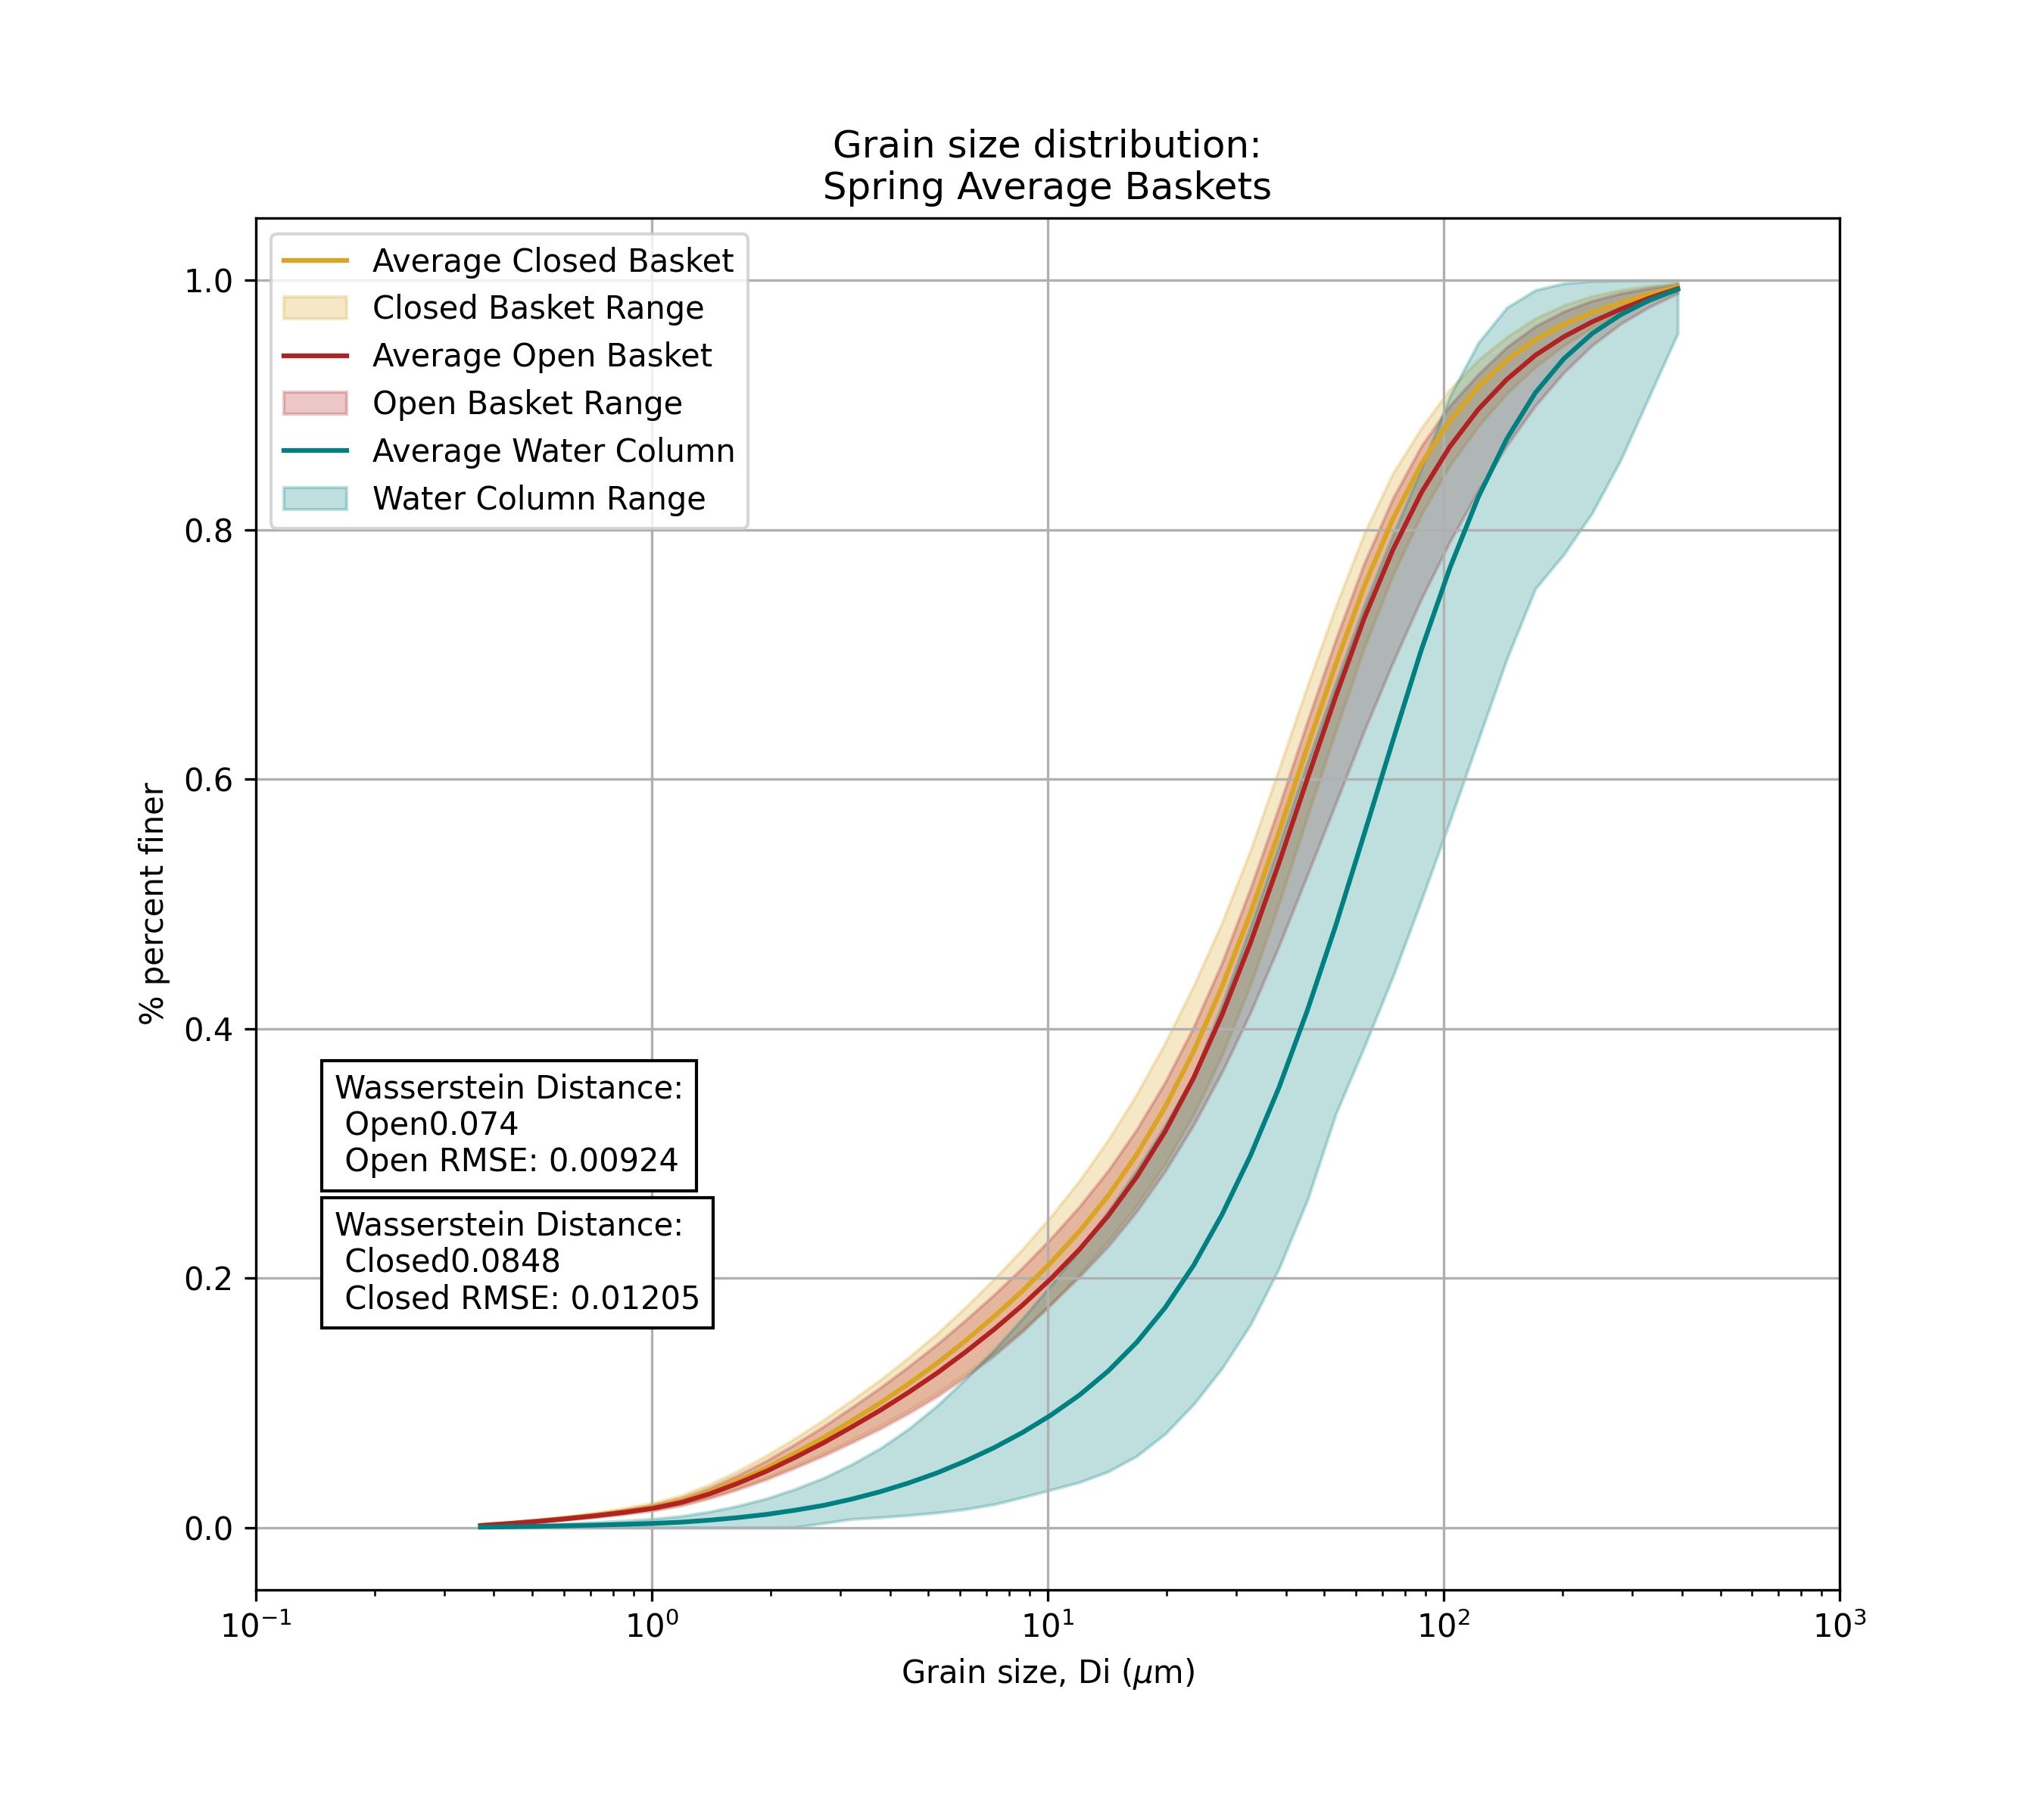 Grain size distribution:
Spring Average Baskets
Average Closed Basket
Closed Basket Range
Average Open Basket
Open Basket Range
Average Water Column
Water Column Range
% percent finer
1.0
0.8
0.6
0.4
0.2
0.0
Wasserstein Distance:
Open0.074
Open RMSE: 0.00924
Wasserstein Distance:
Closed0.0848
Closed RMSE: 0.01205
10⁻¹
10⁰
10¹
10²
10³
Grain size, Di (μm)